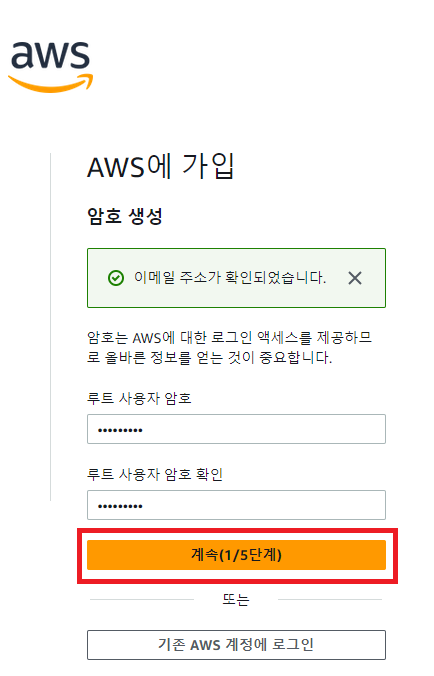 aws
AWS에 가입
암호 생성
이메일 주소가 확인되었습니다.
암호는 AWS에 대한 로그인 액세스를 제공하므
로 올바른 정보를 얻는 것이 중요합니다.
루트 사용자 암호
•••••••••
루트 사용자 암호 확인
•••••••••
계속(1/5단계)
또는
기존 AWS 계정에 로그인